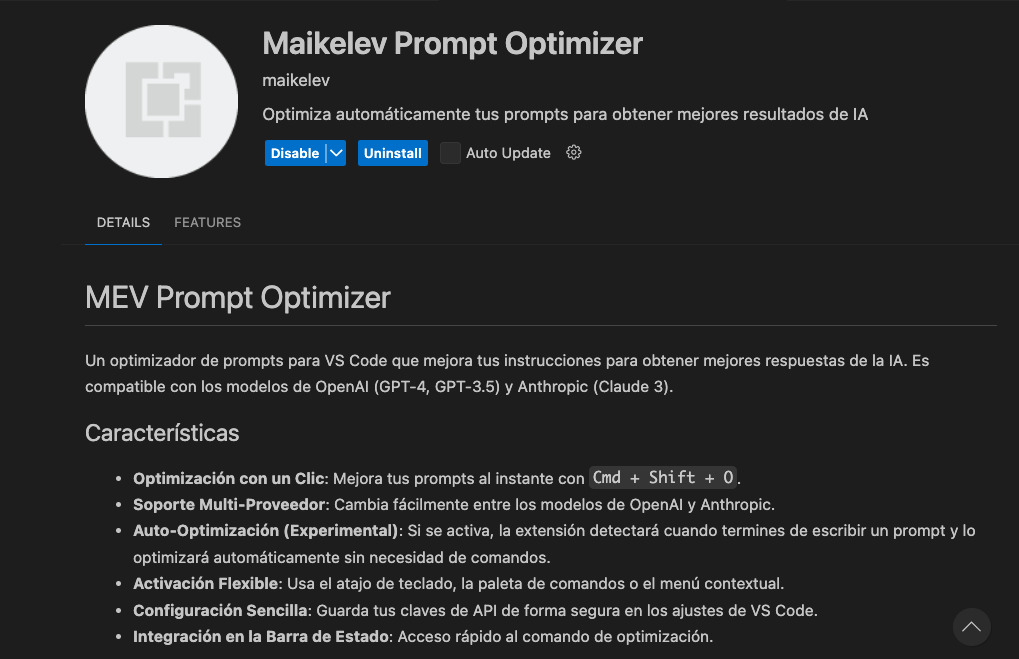 Maikelev Prompt Optimizer
maikelev
Optimiza automáticamente tus prompts para obtener mejores resultados de IA
Disable Uninstall Auto Update
DETAILS FEATURES
MEV Prompt Optimizer
Un optimizador de prompts para VS Code que mejora tus instrucciones para obtener mejores respuestas de la IA. Es
compatible con los modelos de OpenAI (GPT-4, GPT-3.5) y Anthropic (Claude 3).
Características
• Optimización con un Clic: Mejora tus prompts al instante con Cmd + Shift + O.
• Soporte Multi-Proveedor: Cambia fácilmente entre los modelos de OpenAI y Anthropic.
• Auto-Optimización (Experimental): Si se activa, la extensión detectará cuando termines de escribir un prompt y lo
optimizará automáticamente sin necesidad de comandos.
• Activación Flexible: Usa el atajo de teclado, la paleta de comandos o el menú contextual.
• Configuración Sencilla: Guarda tus claves de API de forma segura en los ajustes de VS Code.
• Integración en la Barra de Estado: Acceso rápido al comando de optimización.